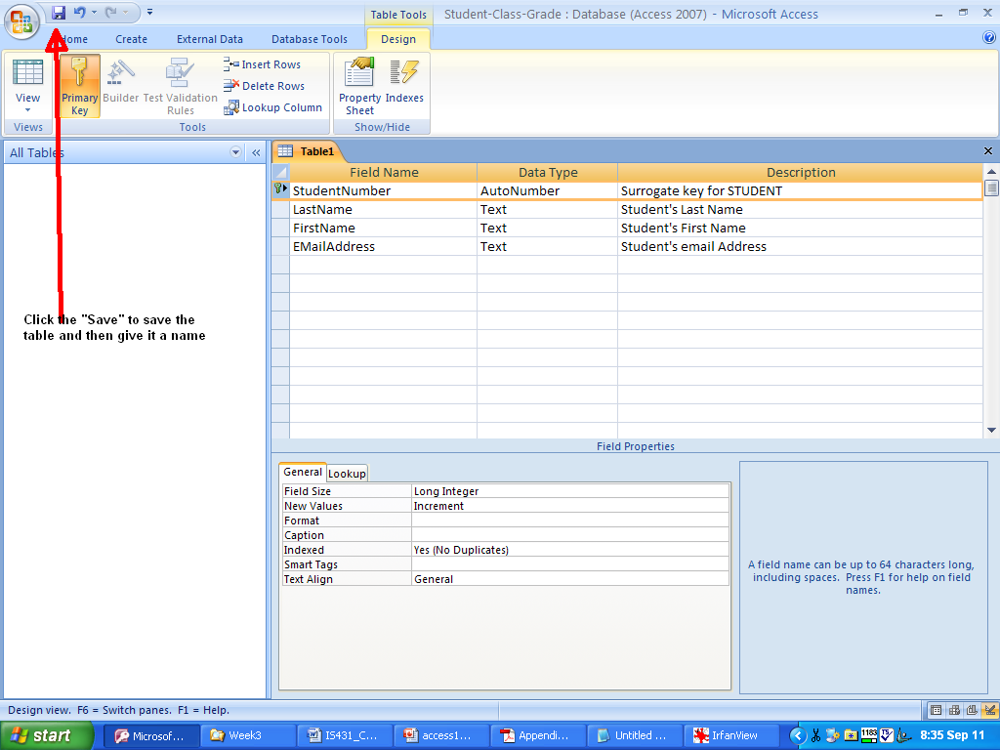 Table Tools
Student-Class-Grade : Database (Access 2007) - Microsoft Access
Home Create External Data Database Tools Design
View
Primary Key
Builder
Test Validation Rules
Insert Rows
Delete Rows
Lookup Column
Property Sheet
Indexes
Views Tools Show/Hide
All Tables
Table1
Field Name Data Type Description
StudentNumber AutoNumber Surrogate key for STUDENT
LastName Text Student's Last Name
FirstName Text Student's First Name
EMailAddress Text Student's email Address
Click the "Save" to save the
table and then give it a name
Field Properties
General Lookup
Field Size Long Integer
New Values Increment
Format
Caption
Indexed Yes (No Duplicates)
Smart Tags
Text Align General
A field name can be up to 64 characters long,
including spaces. Press F1 for help on field
names.
Design view. F6 = Switch panes. F1 = Help.
start Microsof... Week3 IS431_C... access1... Appendi... Untitled ... IrfanView 1183 8:35 Sep 11